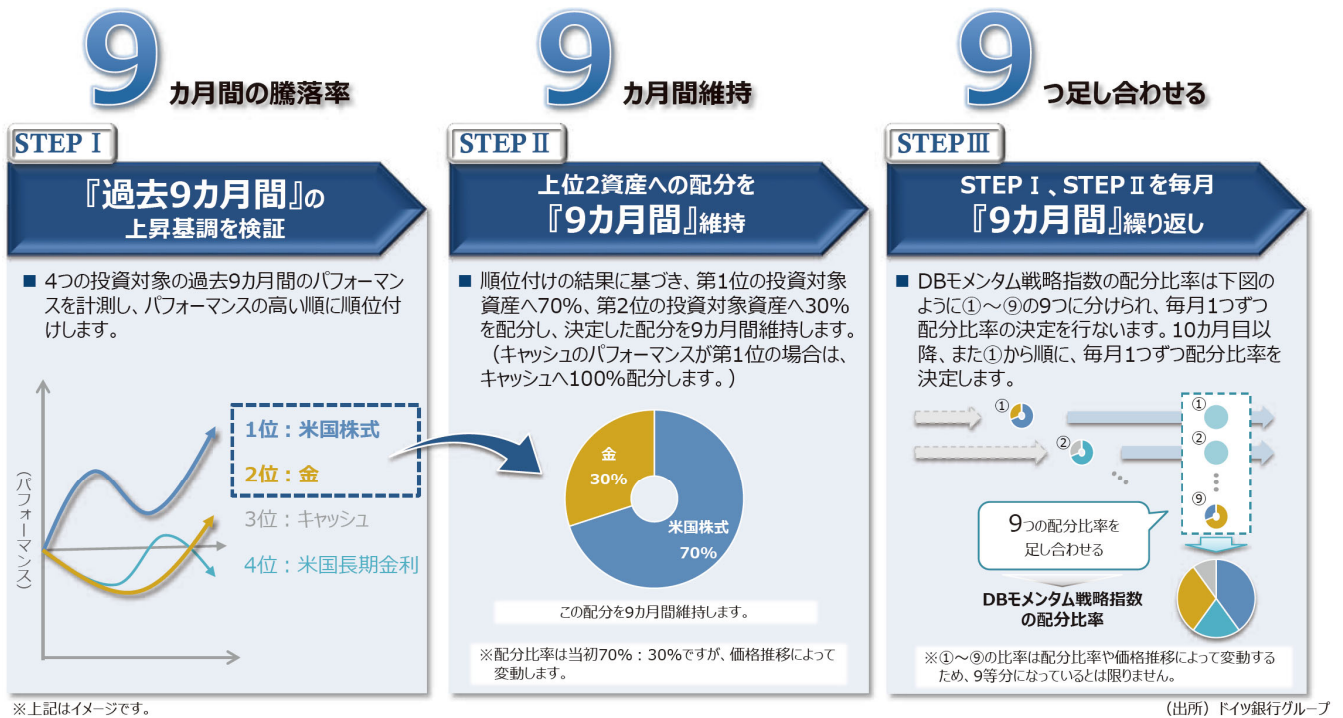 9カ月間の騰落率
STEP Ⅰ
『過去9カ月間』の
上昇基調を検証
■ 4つの投資対象の過去9カ月間のパフォーマン
スを計測し、パフォーマンスの高い順に順位付
けします。
(パフォーマンス)
1位：米国株式
2位：金
3位：キャッシュ
4位：米国長期金利
9カ月間維持
STEP Ⅱ
上位2資産への配分を
『9カ月間』維持
■ 順位付けの結果に基づき、第1位の投資対象
資産へ70%、第2位の投資対象資産へ30%
を配分し、決定した配分を9カ月間維持します。
（キャッシュのパフォーマンスが第1位の場合は、
キャッシュへ100%配分します。）
金
30%
米国株式
70%
この配分を9カ月間維持します。
※配分比率は当初70%：30%ですが、価格推移によって
変動します。
9つ足し合わせる
STEPⅢ
STEP Ⅰ、STEP Ⅱを毎月
『9カ月間』繰り返し
■ DBモメンタム戦略指数の配分比率は下図の
ように①～⑨の9つに分けられ、毎月1つずつ
配分比率の決定を行ないます。10カ月目以
降、また①から順に、毎月1つずつ配分比率を
決定します。
① ①
② ②
⑨
9つの配分比率を
足し合わせる
DBモメンタム戦略指数
の配分比率
※①～⑨の比率は配分比率や価格推移によって変動する
ため、9等分になっているとは限りません。
※上記はイメージです。
（出所）ドイツ銀行グループ